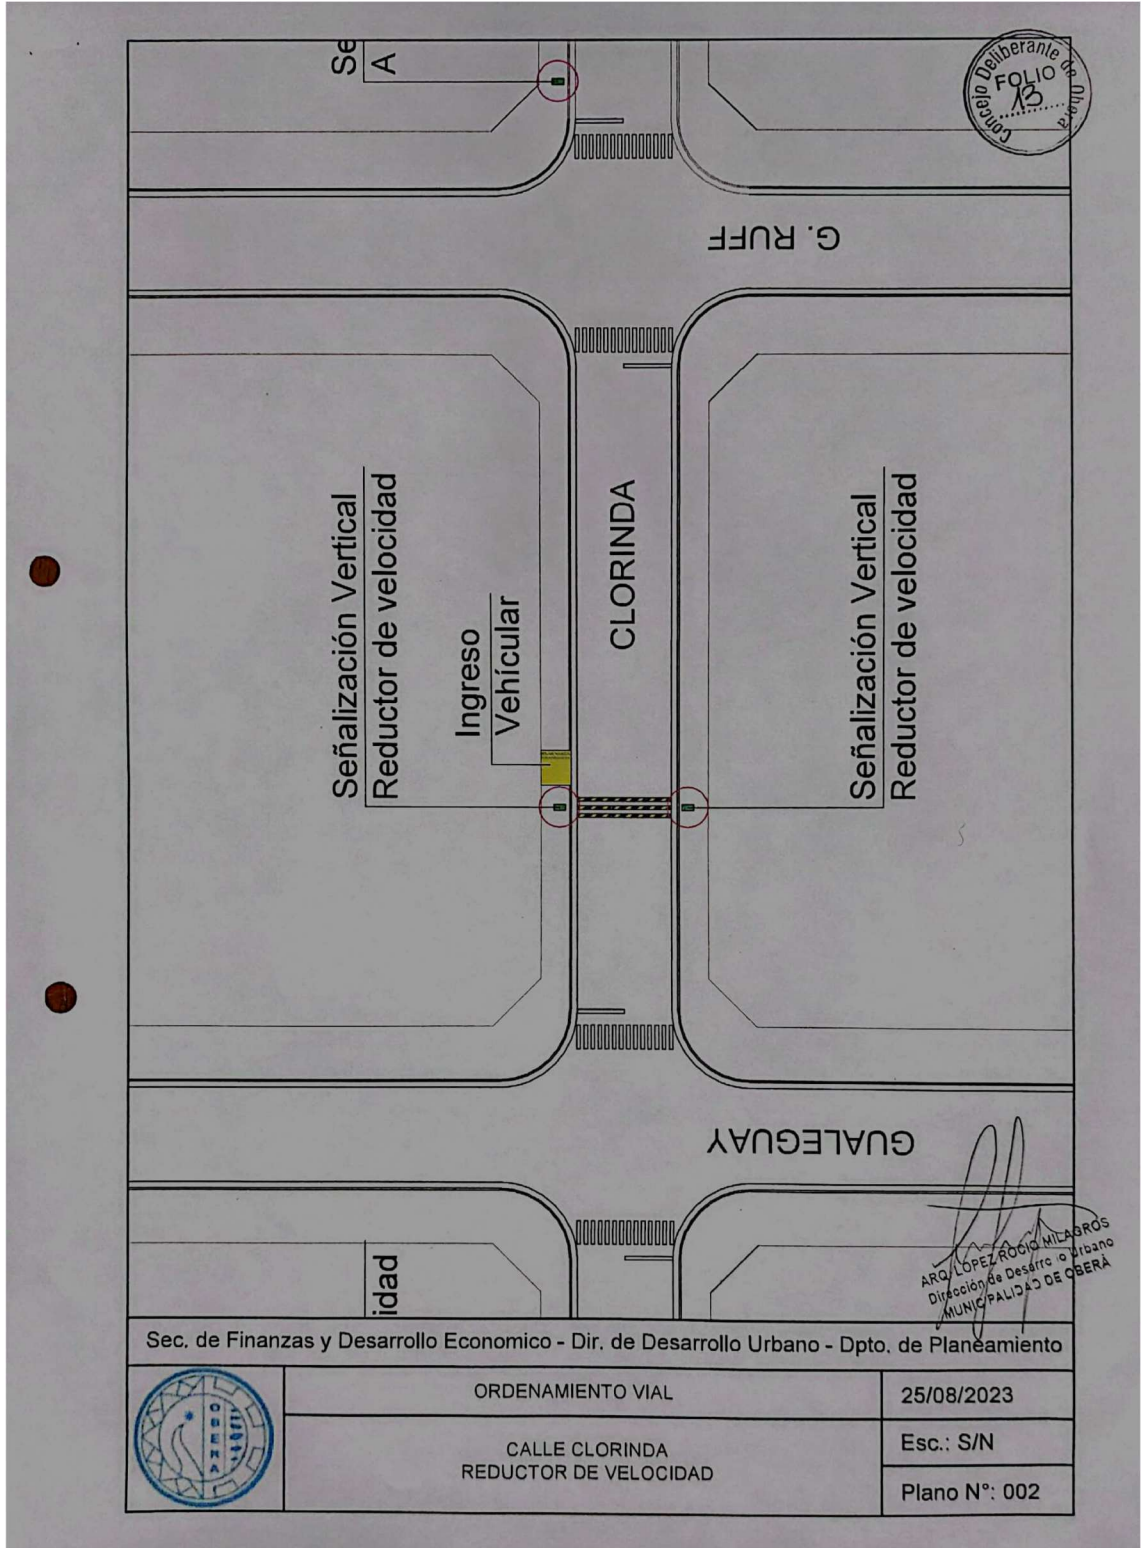 Se
A
Concejo Deliberante de Oberá
FOLIO
13
G. RUFF
Señalización Vertical
Reductor de velocidad
Ingreso
Vehícular
CLORINDA
Señalización Vertical
Reductor de velocidad
GUALEGUAY
idad
ARQ. LÓPEZ ROCIO MILAGROS
Dirección de Desarrollo Urbano
MUNICIPALIDAD DE OBERÁ
Sec. de Finanzas y Desarrollo Economico - Dir. de Desarrollo Urbano - Dpto. de Planeamiento
OBERA
ORDENAMIENTO VIAL
25/08/2023
CALLE CLORINDA
REDUCTOR DE VELOCIDAD
Esc.: S/N
Plano N°: 002